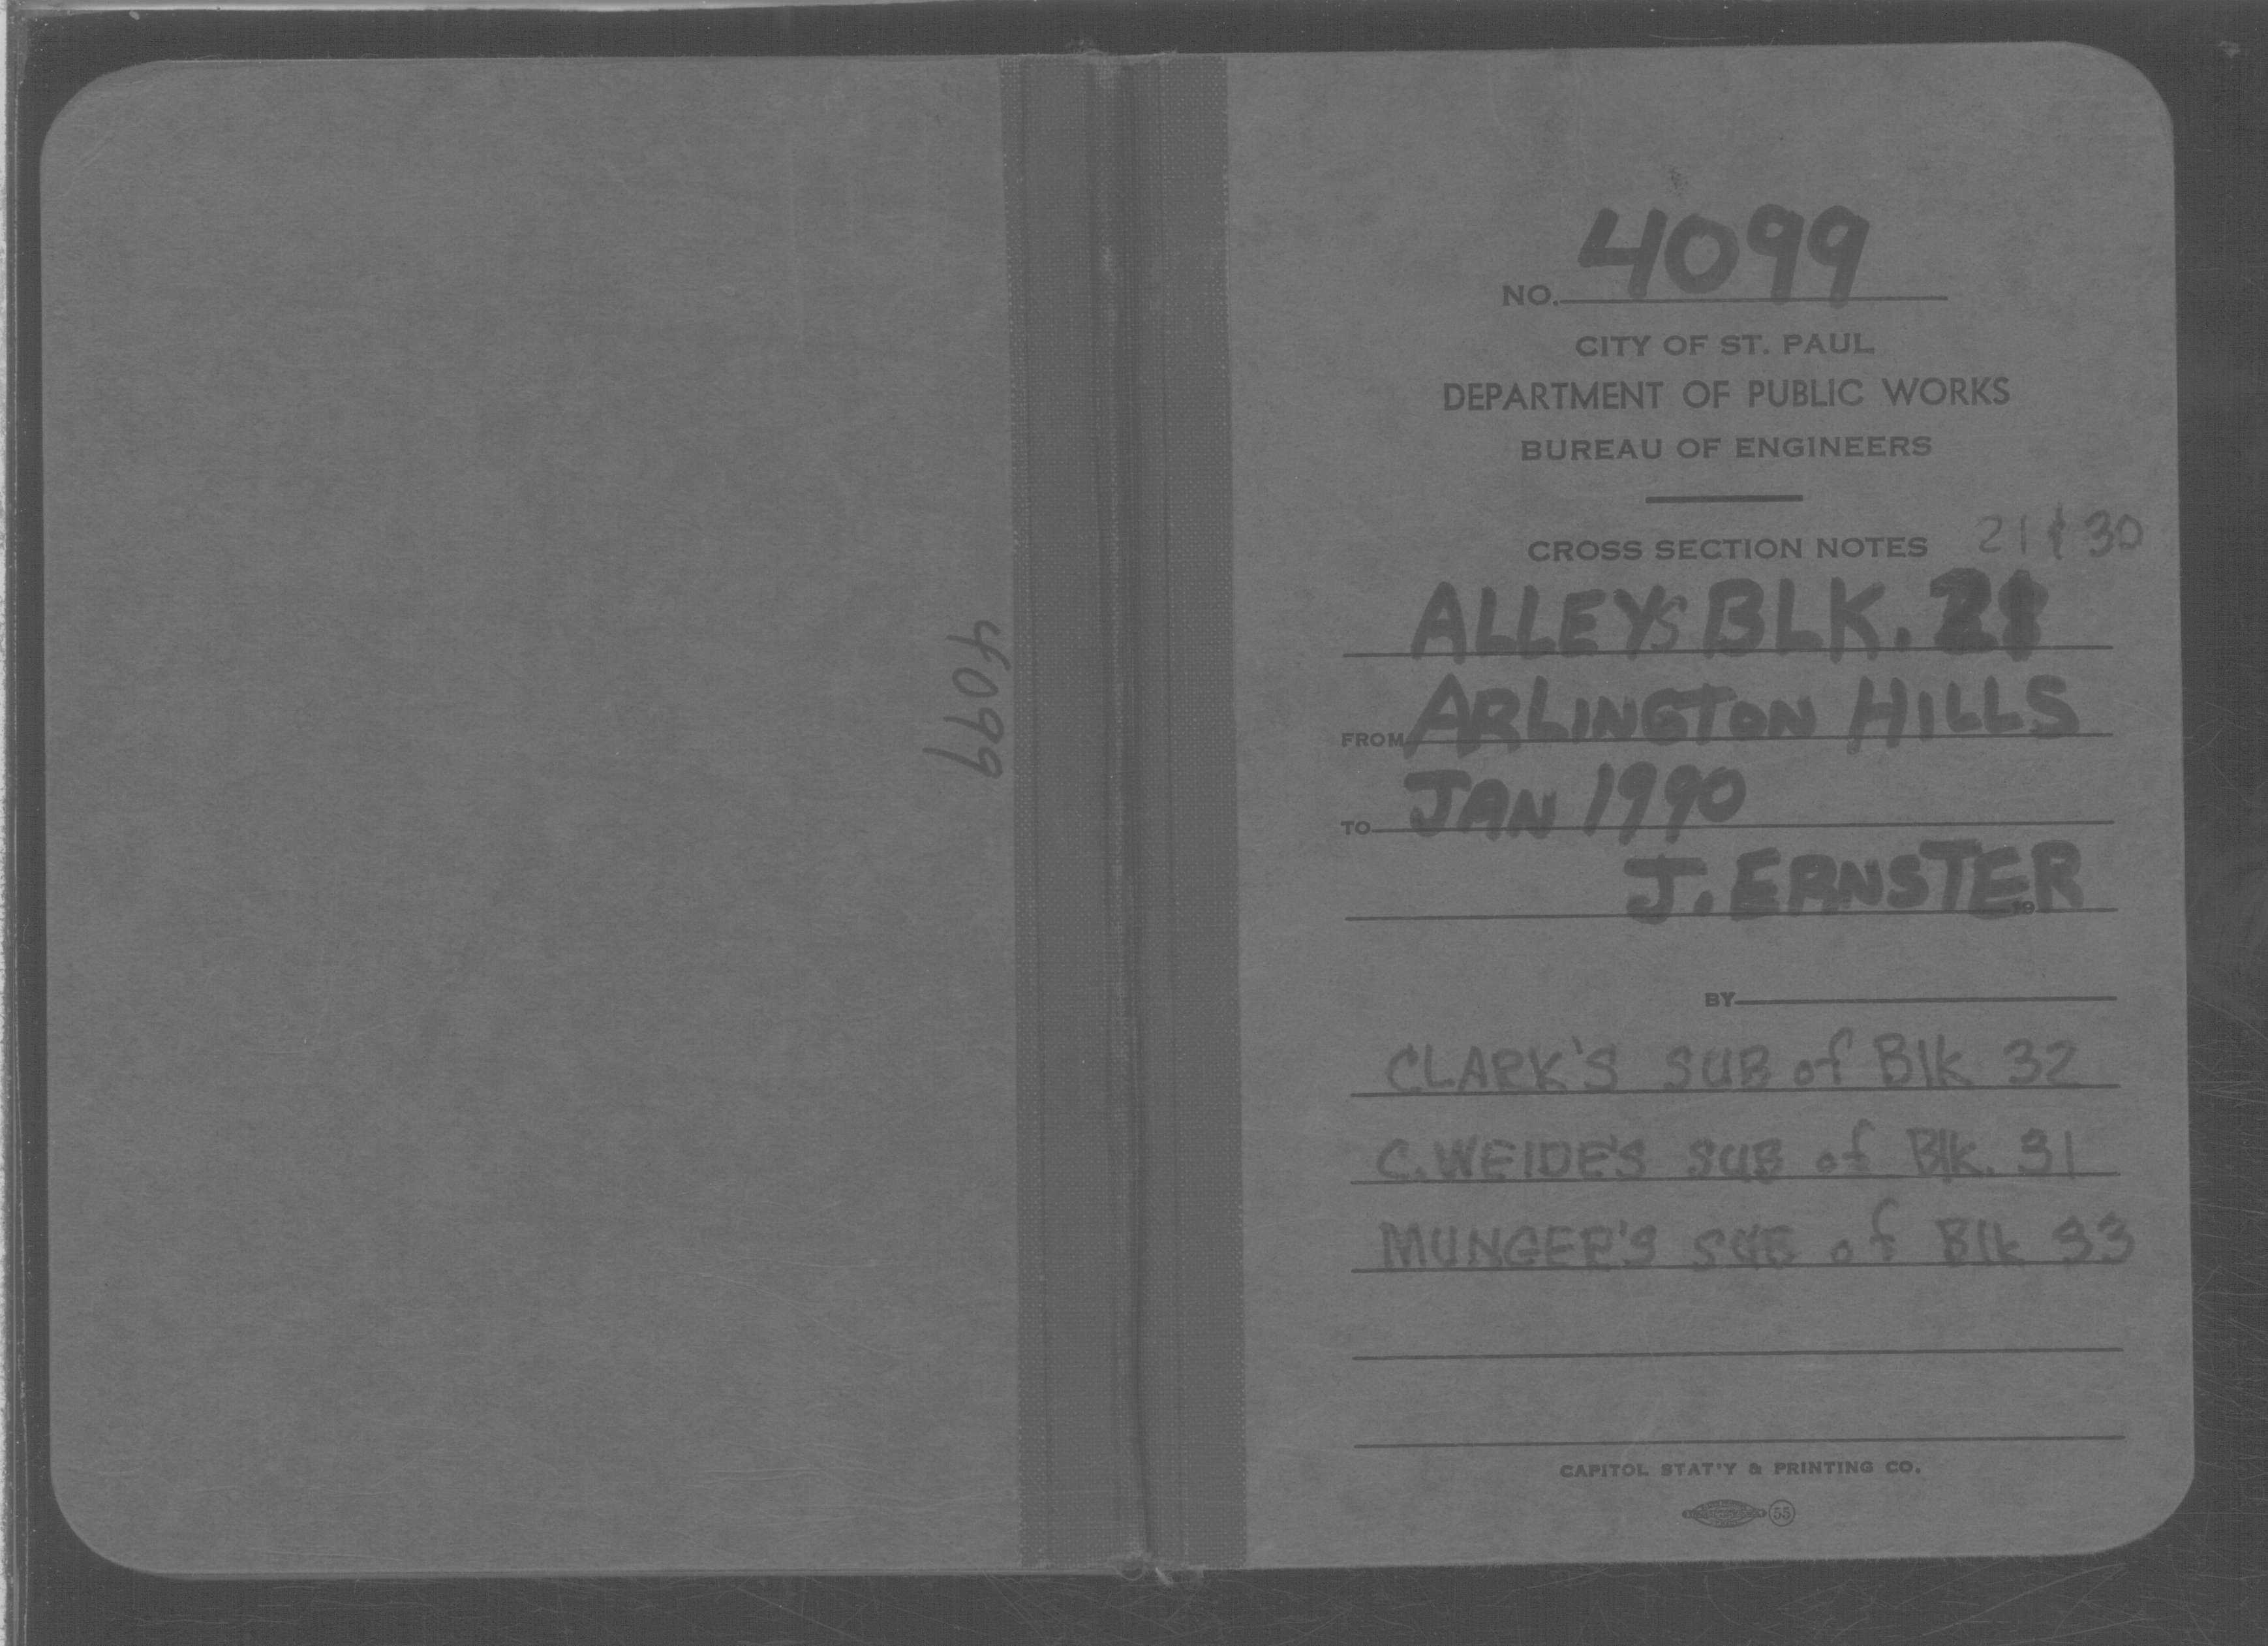 4099
NO. 4099
CITY OF ST. PAUL
DEPARTMENT OF PUBLIC WORKS
BUREAU OF ENGINEERS
CROSS SECTION NOTES 21 & 30
ALLEYS BLK.
FROM ARLINGTON HILLS
TO JAN 1990
J. ERNSTER
19
BY
CLARK'S SUB of Blk 32
C. WEIDE'S SUB of Blk. 31
MUNGER'S SUB of Blk 33
CAPITOL STAT'Y & PRINTING CO.
55